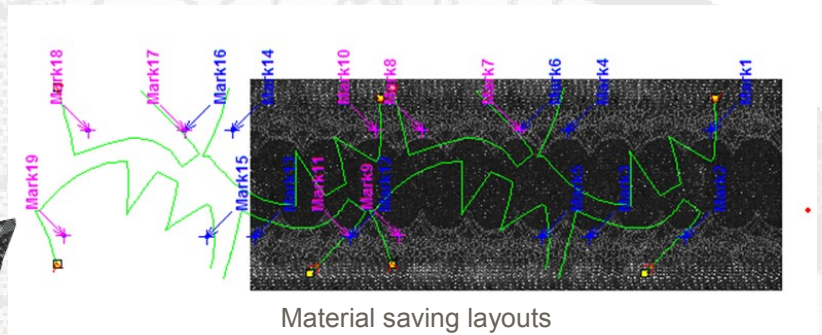 Mark18
Mark17
Mark16
Mark14
Mark10
Mark8
Mark7
Mark6
Mark4
Mark1
Mark19
Mark15
Mark13
Mark11
Mark9
Mark12
Mark5
Mark3
Mark2
Material saving layouts